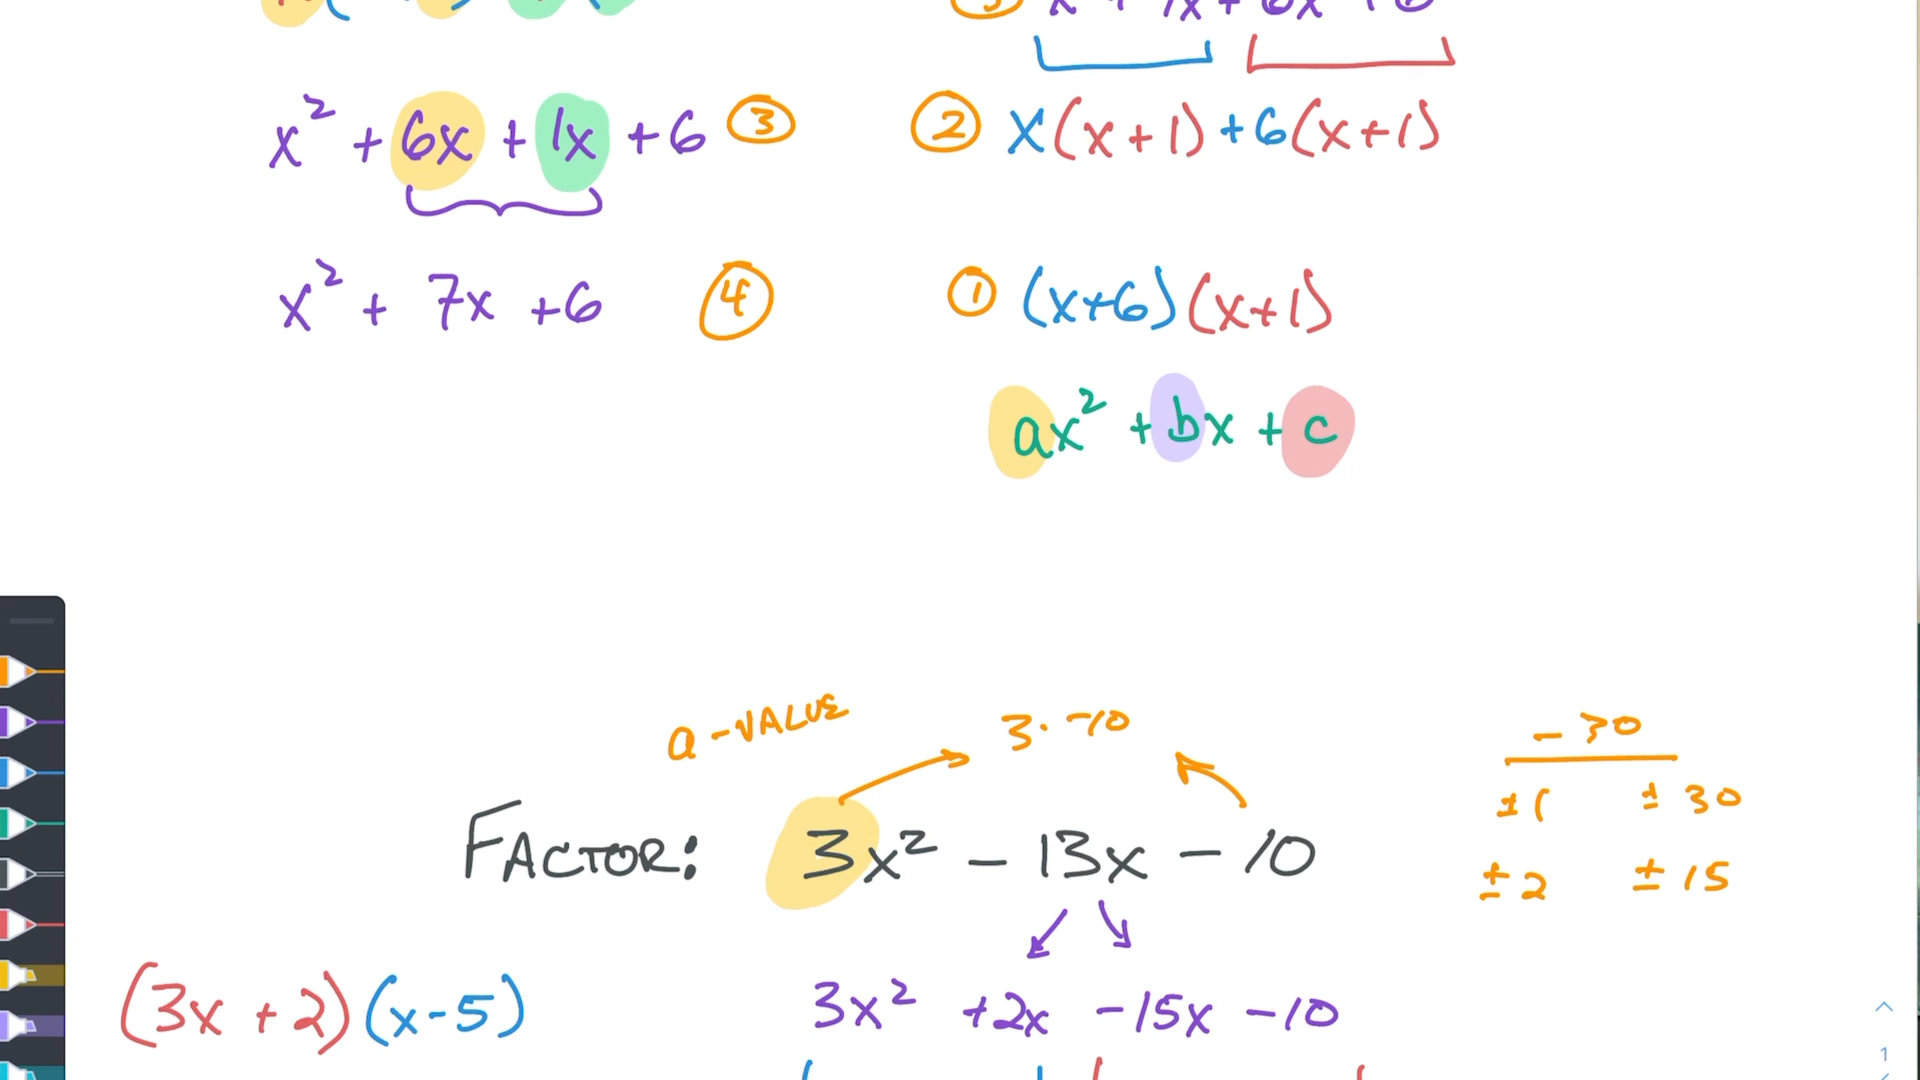 x² + 6x + 1x + 6 ③
② x(x+1)+6(x+1)
x² + 7x + 6 ④
① (x+6)(x+1)
ax² + bx + c
a-VALUE
3·-10
-30
±1 ±30
FACTOR: 3x² - 13x - 10
±2 ±15
(3x+2)(x-5)
3x² +2x -15x -10
1